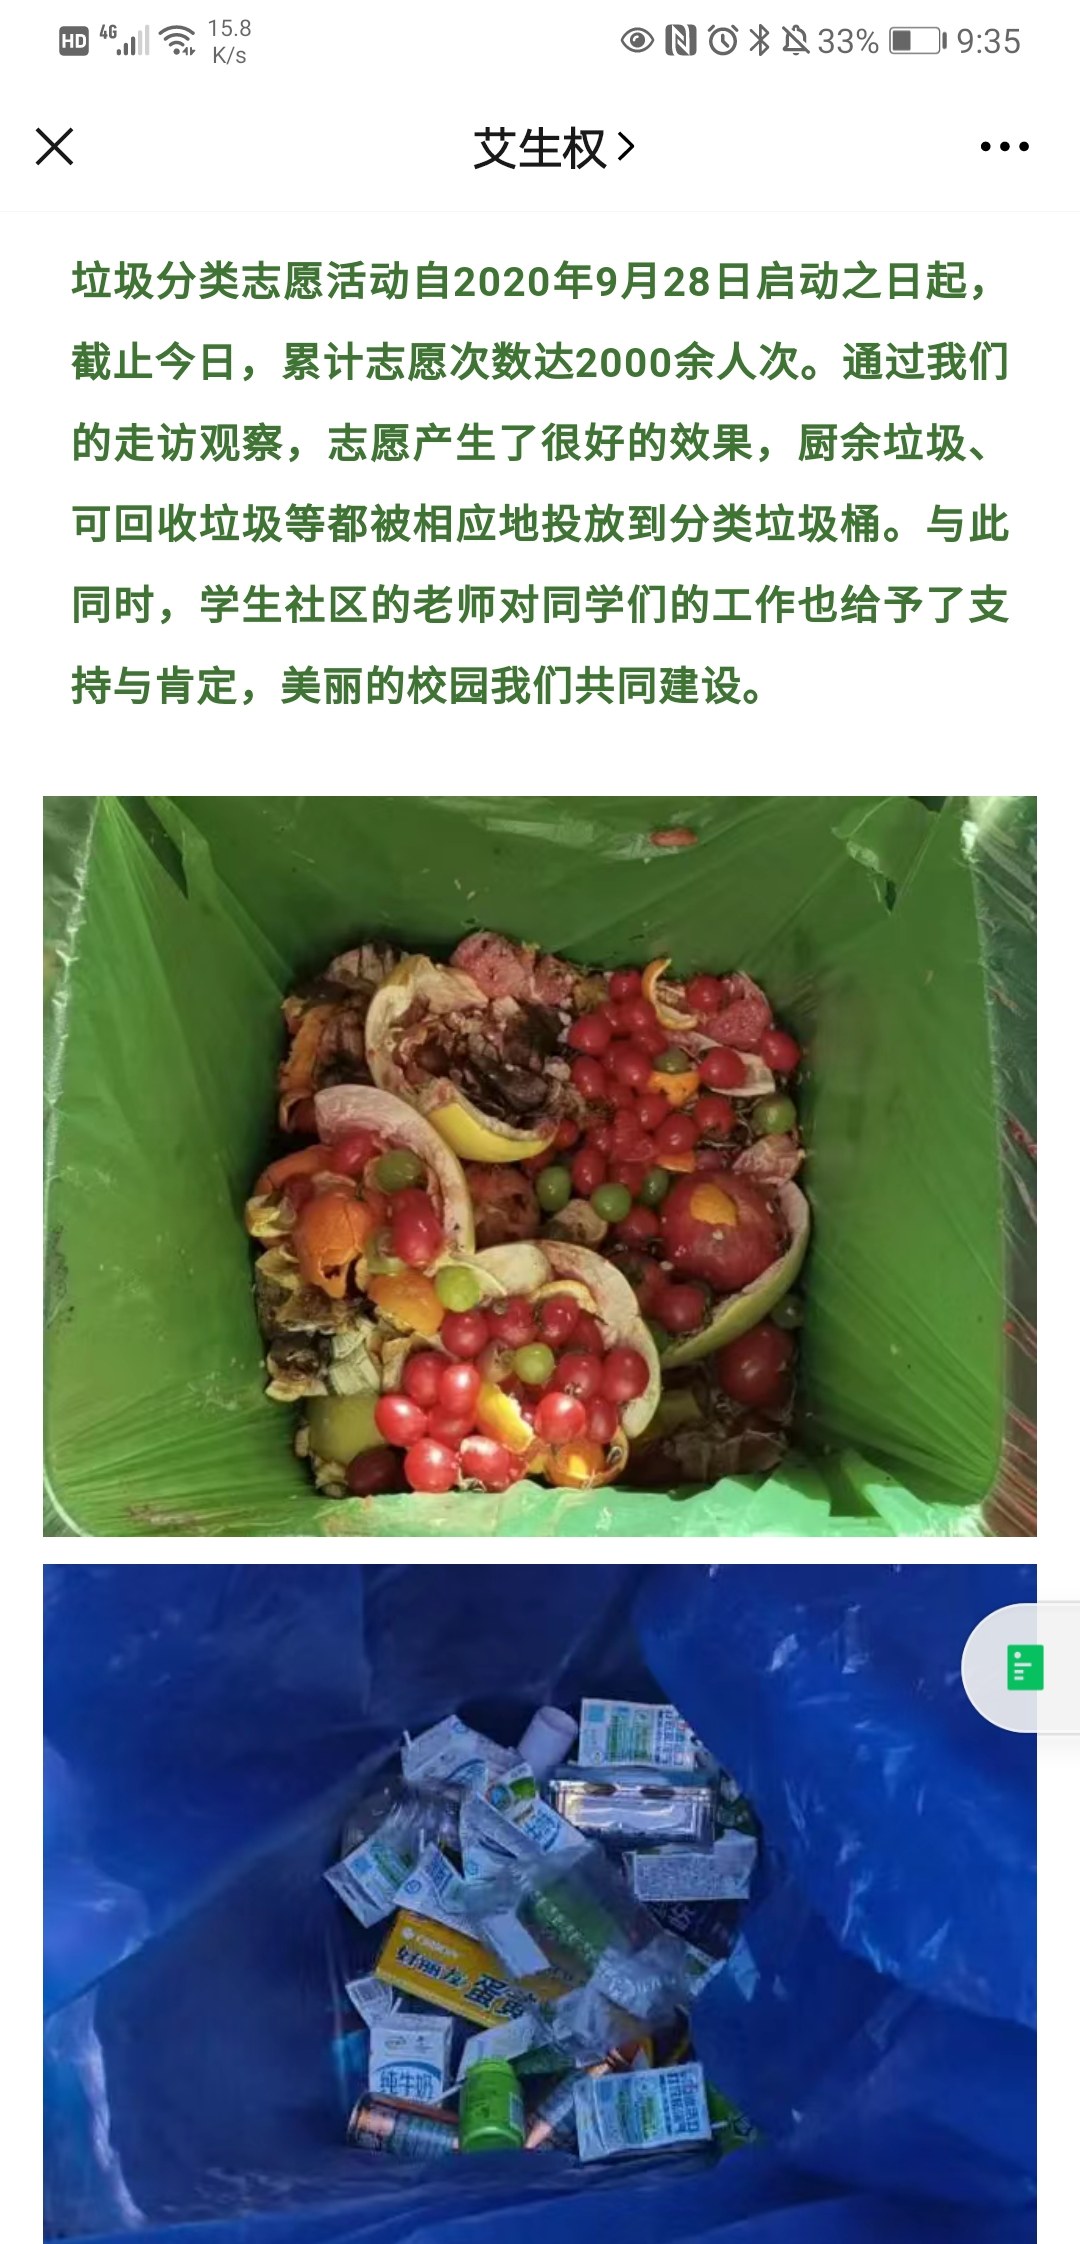 HD 4G 15.8 K/s 33% 9:35
艾生权
垃圾分类志愿活动自2020年9月28日启动之日起，
截止今日，累计志愿次数达2000余人次。通过我们
的走访观察，志愿产生了很好的效果，厨余垃圾、
可回收垃圾等都被相应地投放到分类垃圾桶。与此
同时，学生社区的老师对同学们的工作也给予了支
持与肯定，美丽的校园我们共同建设。
好丽友
蛋黄
纯牛奶